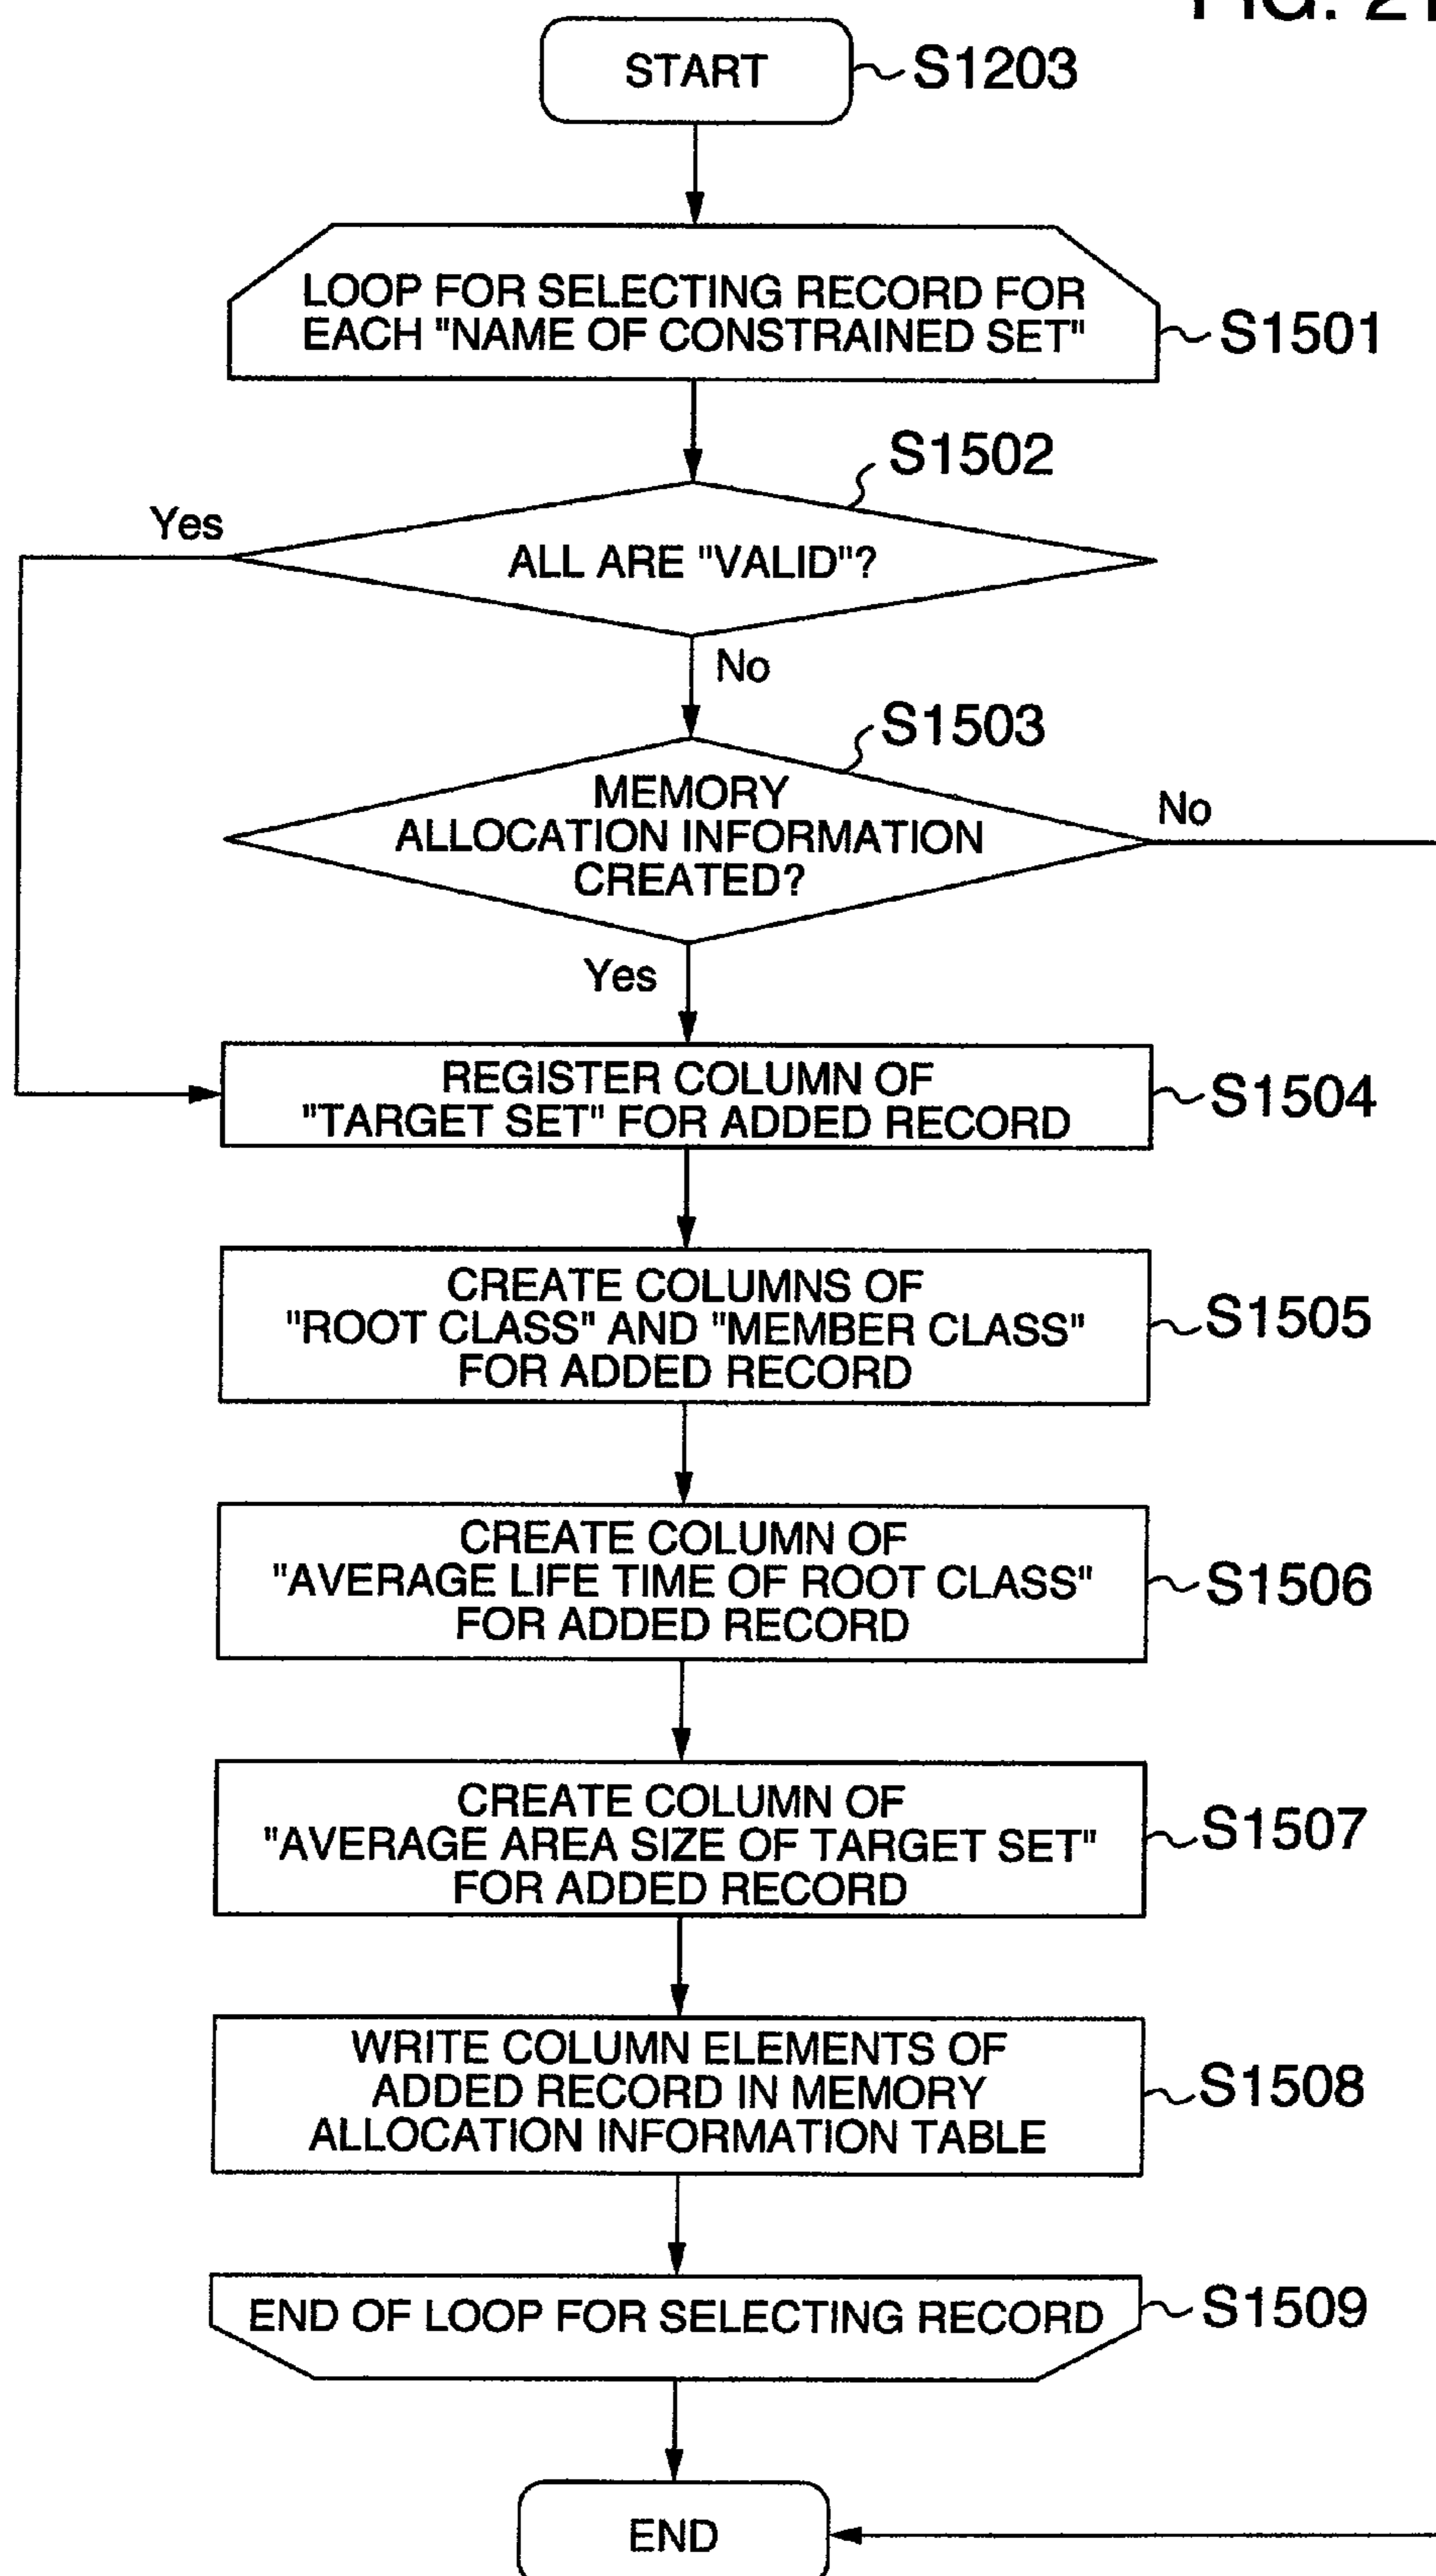 FIG. 21
START
S1203
LOOP FOR SELECTING RECORD FOR
EACH "NAME OF CONSTRAINED SET"
S1501
S1502
Yes
ALL ARE "VALID"?
No
S1503
MEMORY
ALLOCATION INFORMATION
CREATED?
No
Yes
REGISTER COLUMN OF
"TARGET SET" FOR ADDED RECORD
S1504
CREATE COLUMNS OF
"ROOT CLASS" AND "MEMBER CLASS"
FOR ADDED RECORD
S1505
CREATE COLUMN OF
"AVERAGE LIFE TIME OF ROOT CLASS"
FOR ADDED RECORD
S1506
CREATE COLUMN OF
"AVERAGE AREA SIZE OF TARGET SET"
FOR ADDED RECORD
S1507
WRITE COLUMN ELEMENTS OF
ADDED RECORD IN MEMORY
ALLOCATION INFORMATION TABLE
S1508
END OF LOOP FOR SELECTING RECORD
S1509
END